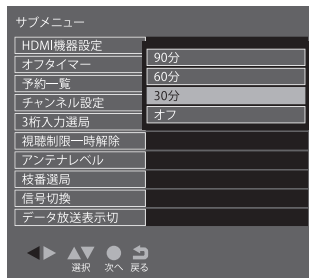 サブメニュー
HDMI機器設定
オフタイマー
予約一覧
チャンネル設定
3桁入力選局
視聴制限一時解除
アンテナレベル
枝番選局
信号切換
データ放送表示切
90分
60分
30分
オフ
選択 次へ 戻る